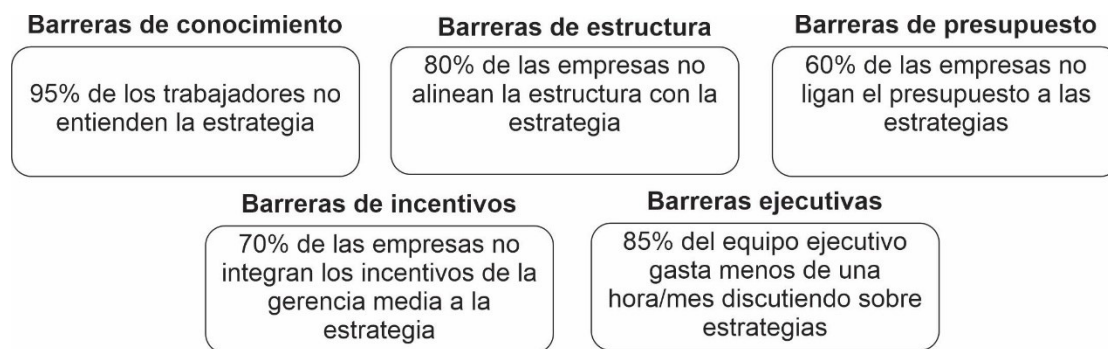 Barreras de conocimiento
95% de los trabajadores no
entienden la estrategia
Barreras de estructura
80% de las empresas no
alinean la estructura con la
estrategia
Barreras de presupuesto
60% de las empresas no
ligan el presupuesto a las
estrategias
Barreras de incentivos
70% de las empresas no
integran los incentivos de la
gerencia media a la
estrategia
Barreras ejecutivas
85% del equipo ejecutivo
gasta menos de una
hora/mes discutiendo sobre
estrategias